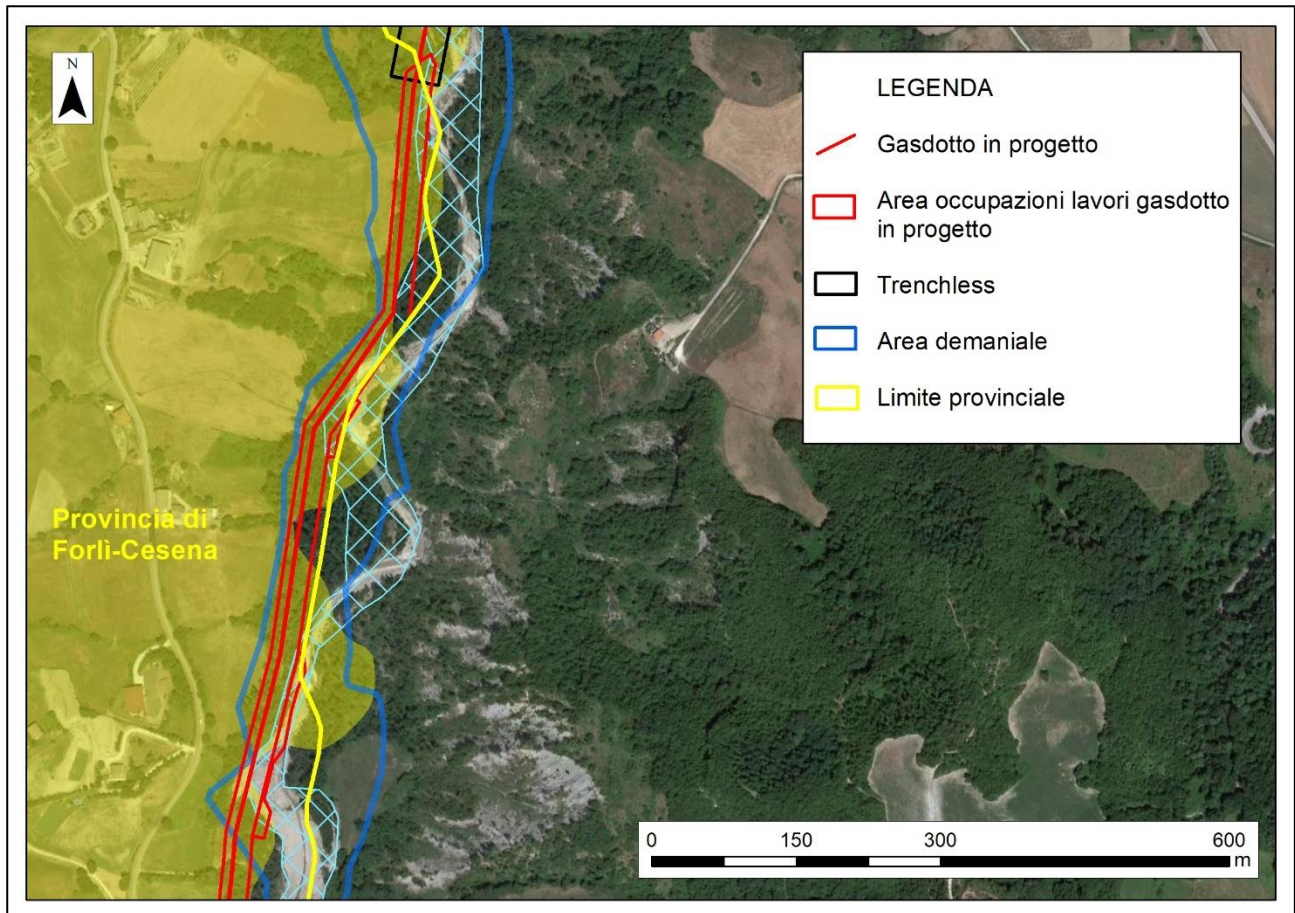 N
LEGENDA
Gasdotto in progetto
Area occupazioni lavori gasdotto
in progetto
Trenchless
Area demaniale
Limite provinciale
Provincia di
Forlì-Cesena
0 150 300 600
m